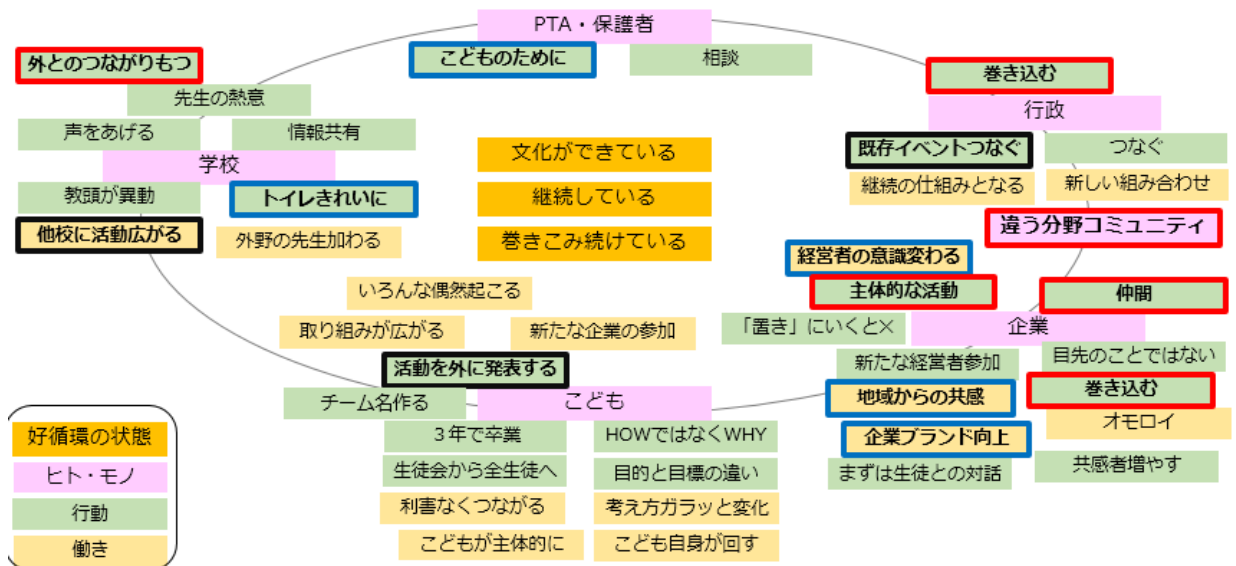 PTA・保護者
こどものために
相談
外とのつながりもつ
先生の熱意
声をあげる
情報共有
学校
教頭が異動
トイレきれいに
他校に活動広がる
外野の先生加わる
文化ができている
継続している
巻きこみ続けている
巻き込む
行政
既存イベントつなぐ
つなぐ
継続の仕組みとなる
新しい組み合わせ
違う分野コミュニティ
経営者の意識変わる
主体的な活動
仲間
「置き」にいくと×
企業
新たな経営者参加
目先のことではない
地域からの共感
巻き込む
企業ブランド向上
オモロイ
まずは生徒との対話
共感者増やす
いろんな偶然起こる
取り組みが広がる
新たな企業の参加
活動を外に発表する
チーム名作る
こども
３年で卒業
HOWではなくWHY
生徒会から全生徒へ
目的と目標の違い
利害なくつながる
考え方ガラッと変化
こどもが主体的に
こども自身が回す
好循環の状態
ヒト・モノ
行動
働き